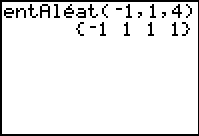 entAléat(-1,1,4)
{-1 1 1 1}